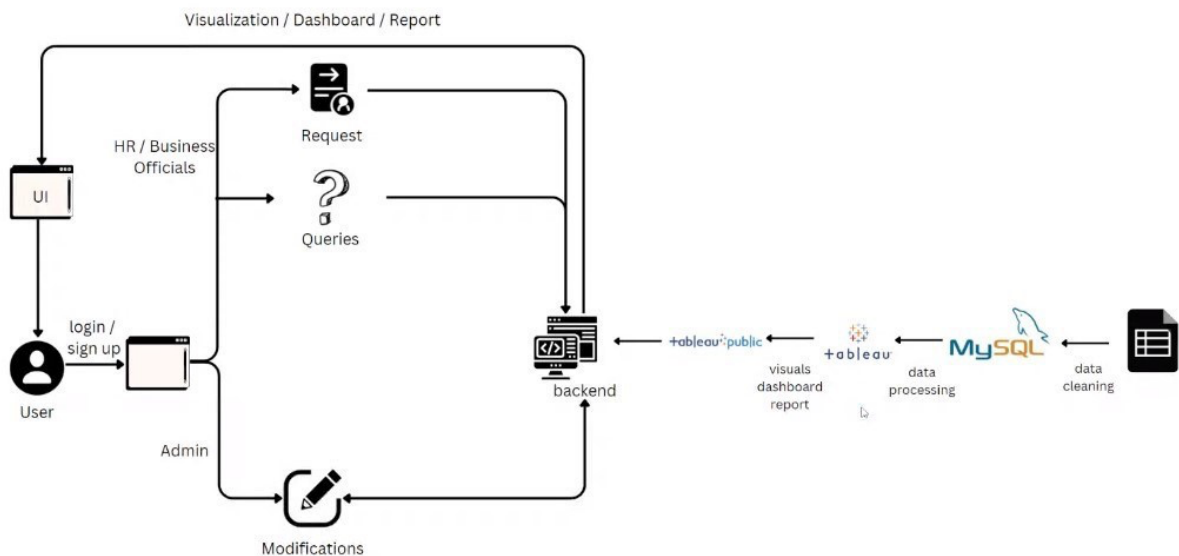 Visualization / Dashboard / Report
HR / Business
Officials
Request
UI
Queries
login /
sign up
User
Admin
Modifications
</>
backend
+ableau public
visuals
dashboard
report
+ableau
data
processing
MySQL
data
cleaning